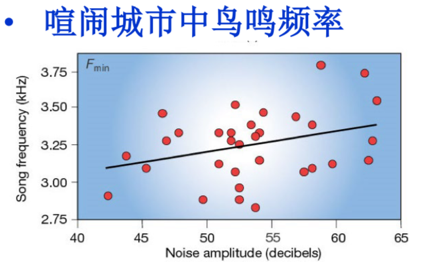 • 喧闹城市中鸟鸣频率
Fmin
Song frequency (kHz)
3.75
3.50
3.25
3.00
2.75
40 45 50 55 60 65
Noise amplitude (decibels)